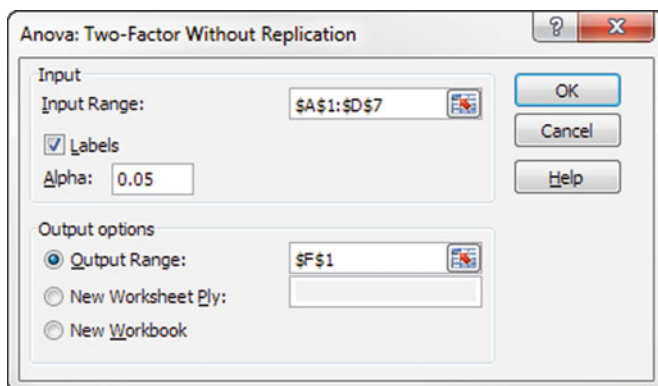 Anova: Two-Factor Without Replication
Input
Input Range: $A$1:$D$7
Labels
Alpha: 0.05
Output options
Output Range: $F$1
New Worksheet Ply:
New Workbook
OK
Cancel
Help